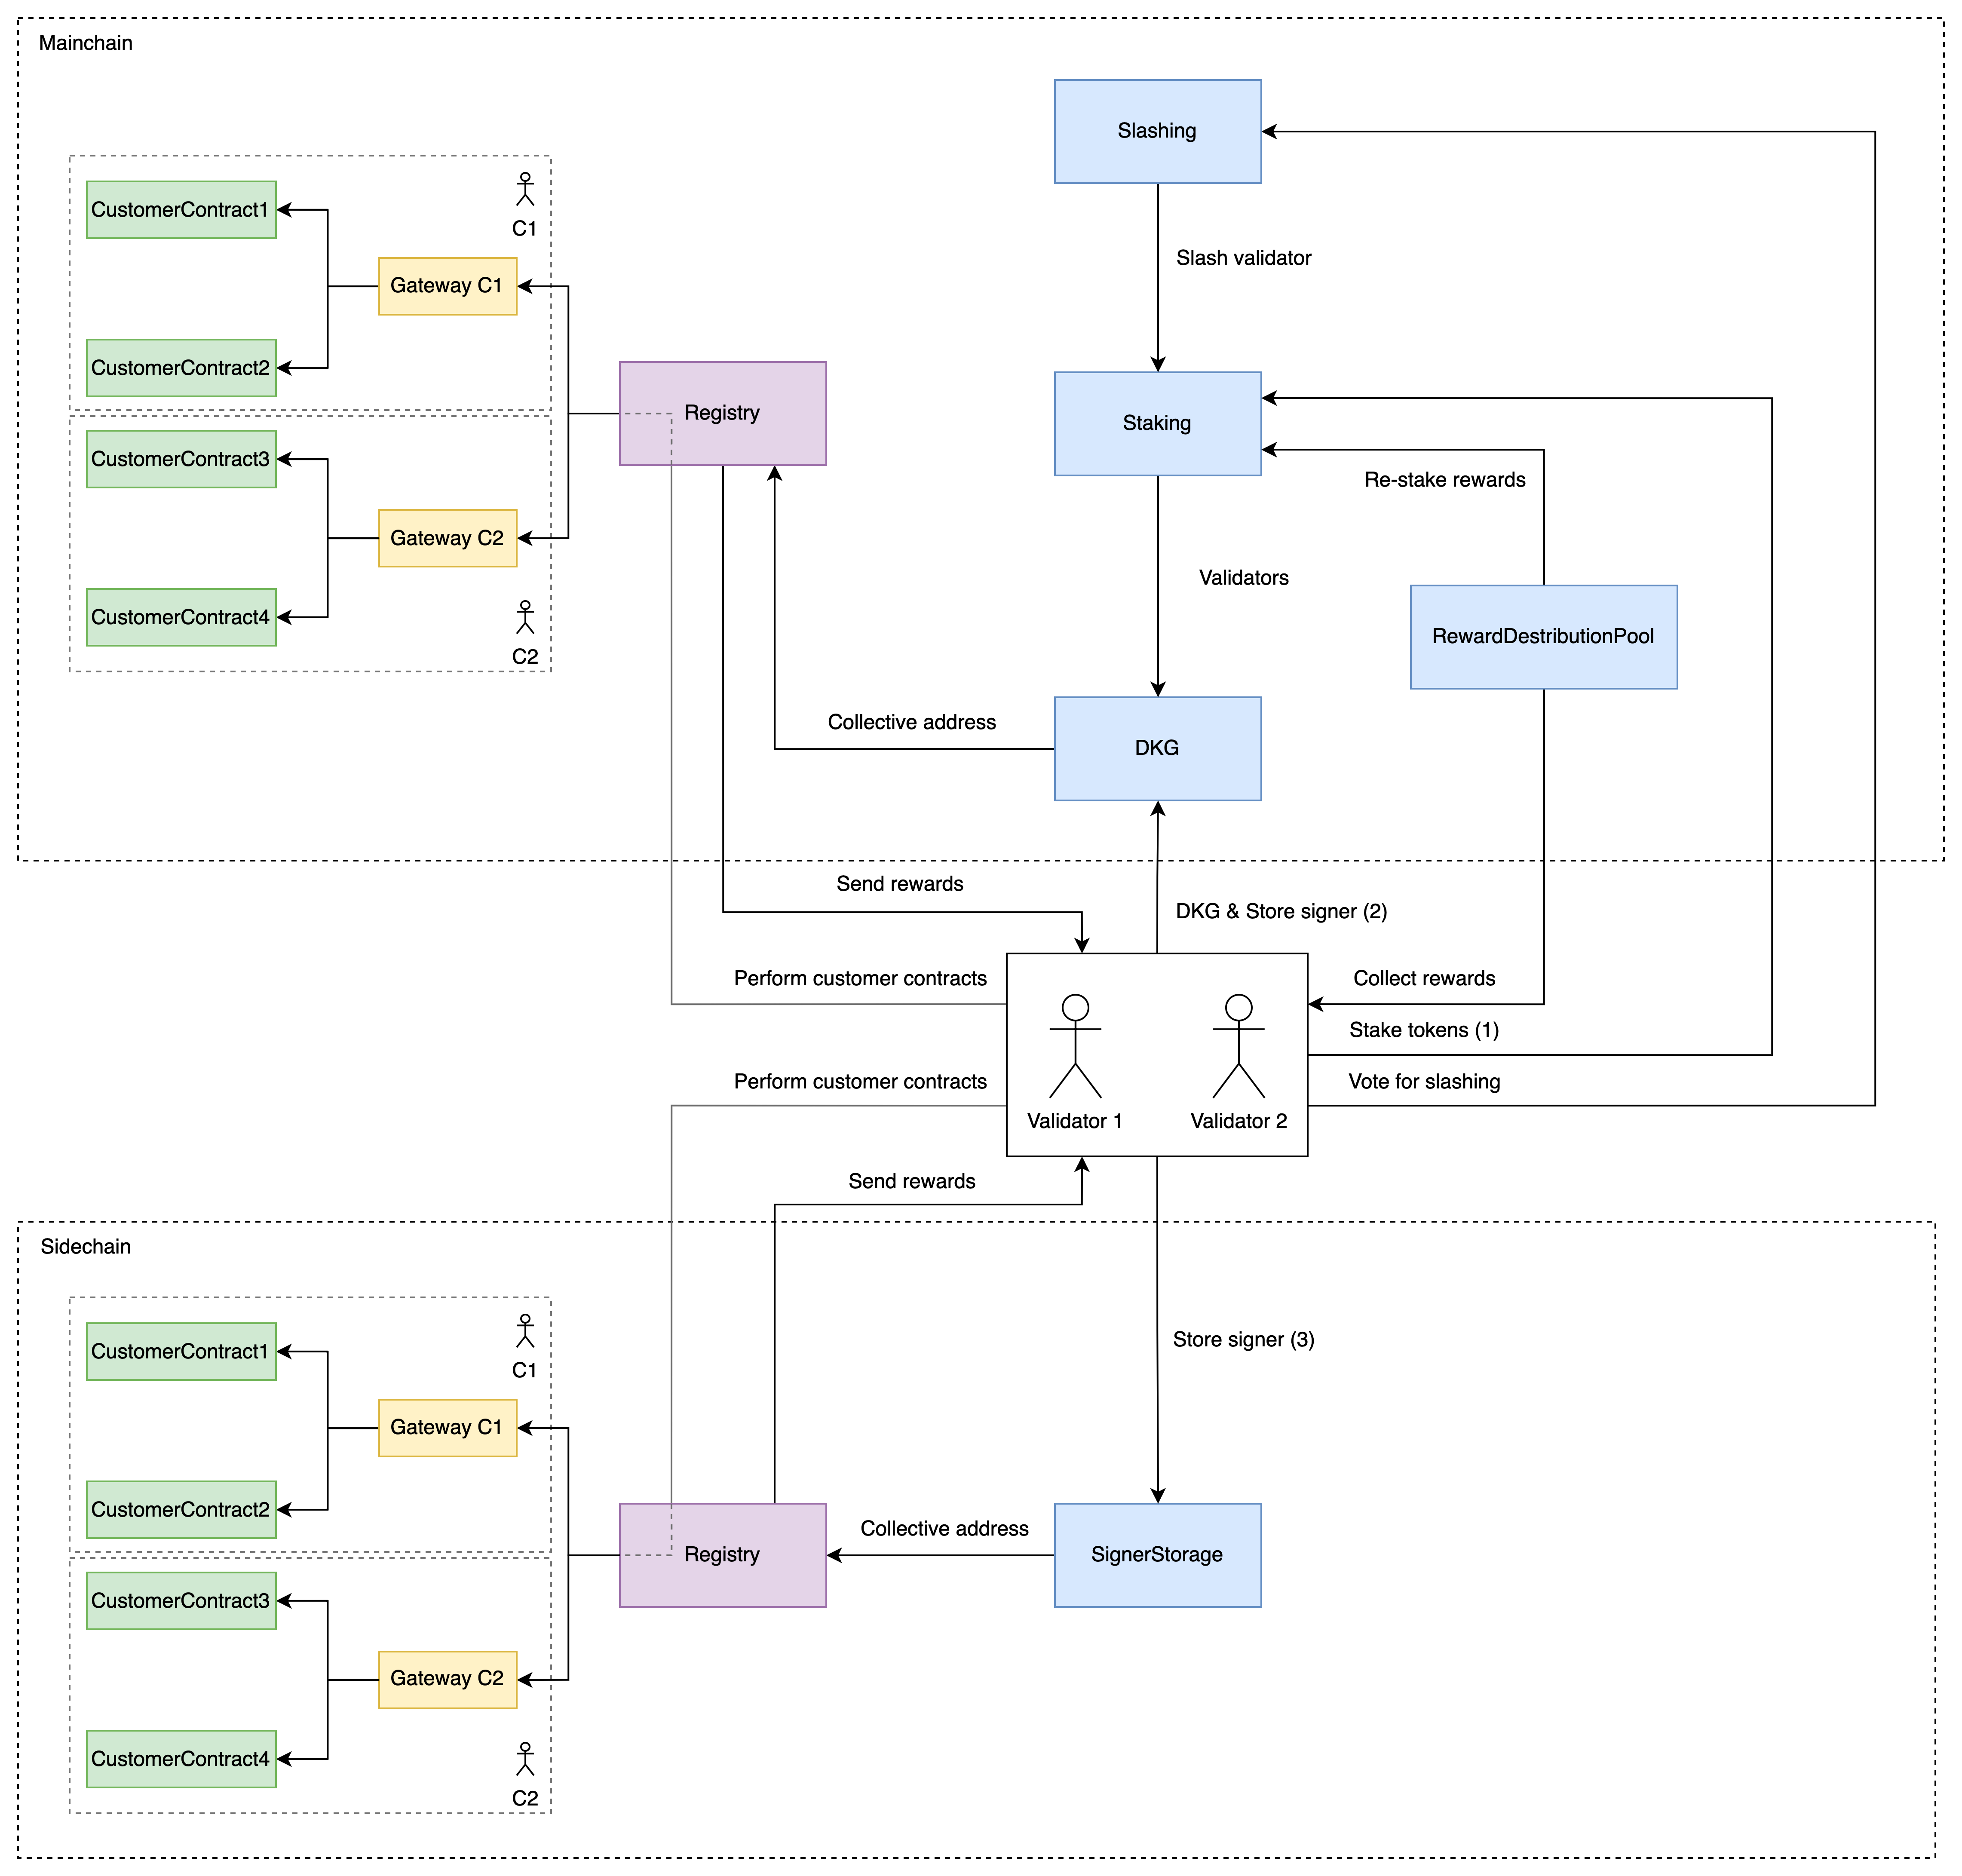 Mainchain
Slashing
CustomerContract1
C1
Slash validator
Gateway C1
CustomerContract2
Registry
Staking
CustomerContract3
Re-stake rewards
Gateway C2
Validators
CustomerContract4
RewardDestributionPool
C2
Collective address
DKG
Send rewards
DKG & Store signer (2)
Perform customer contracts
Collect rewards
Stake tokens (1)
Perform customer contracts
Vote for slashing
Validator 1
Validator 2
Send rewards
Sidechain
Store signer (3)
CustomerContract1
C1
Gateway C1
CustomerContract2
Collective address
Registry
SignerStorage
CustomerContract3
Gateway C2
CustomerContract4
C2